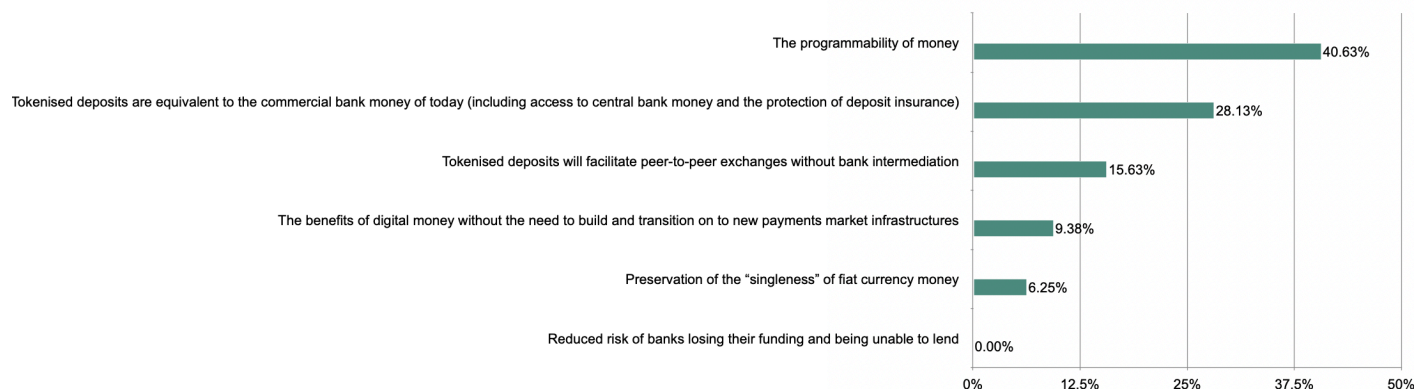 The programmability of money
40.63%
Tokenised deposits are equivalent to the commercial bank money of today (including access to central bank money and the protection of deposit insurance)
28.13%
Tokenised deposits will facilitate peer-to-peer exchanges without bank intermediation
15.63%
The benefits of digital money without the need to build and transition on to new payments market infrastructures
9.38%
Preservation of the “singleness” of fiat currency money
6.25%
Reduced risk of banks losing their funding and being unable to lend
0.00%
0% 12.5% 25% 37.5% 50%